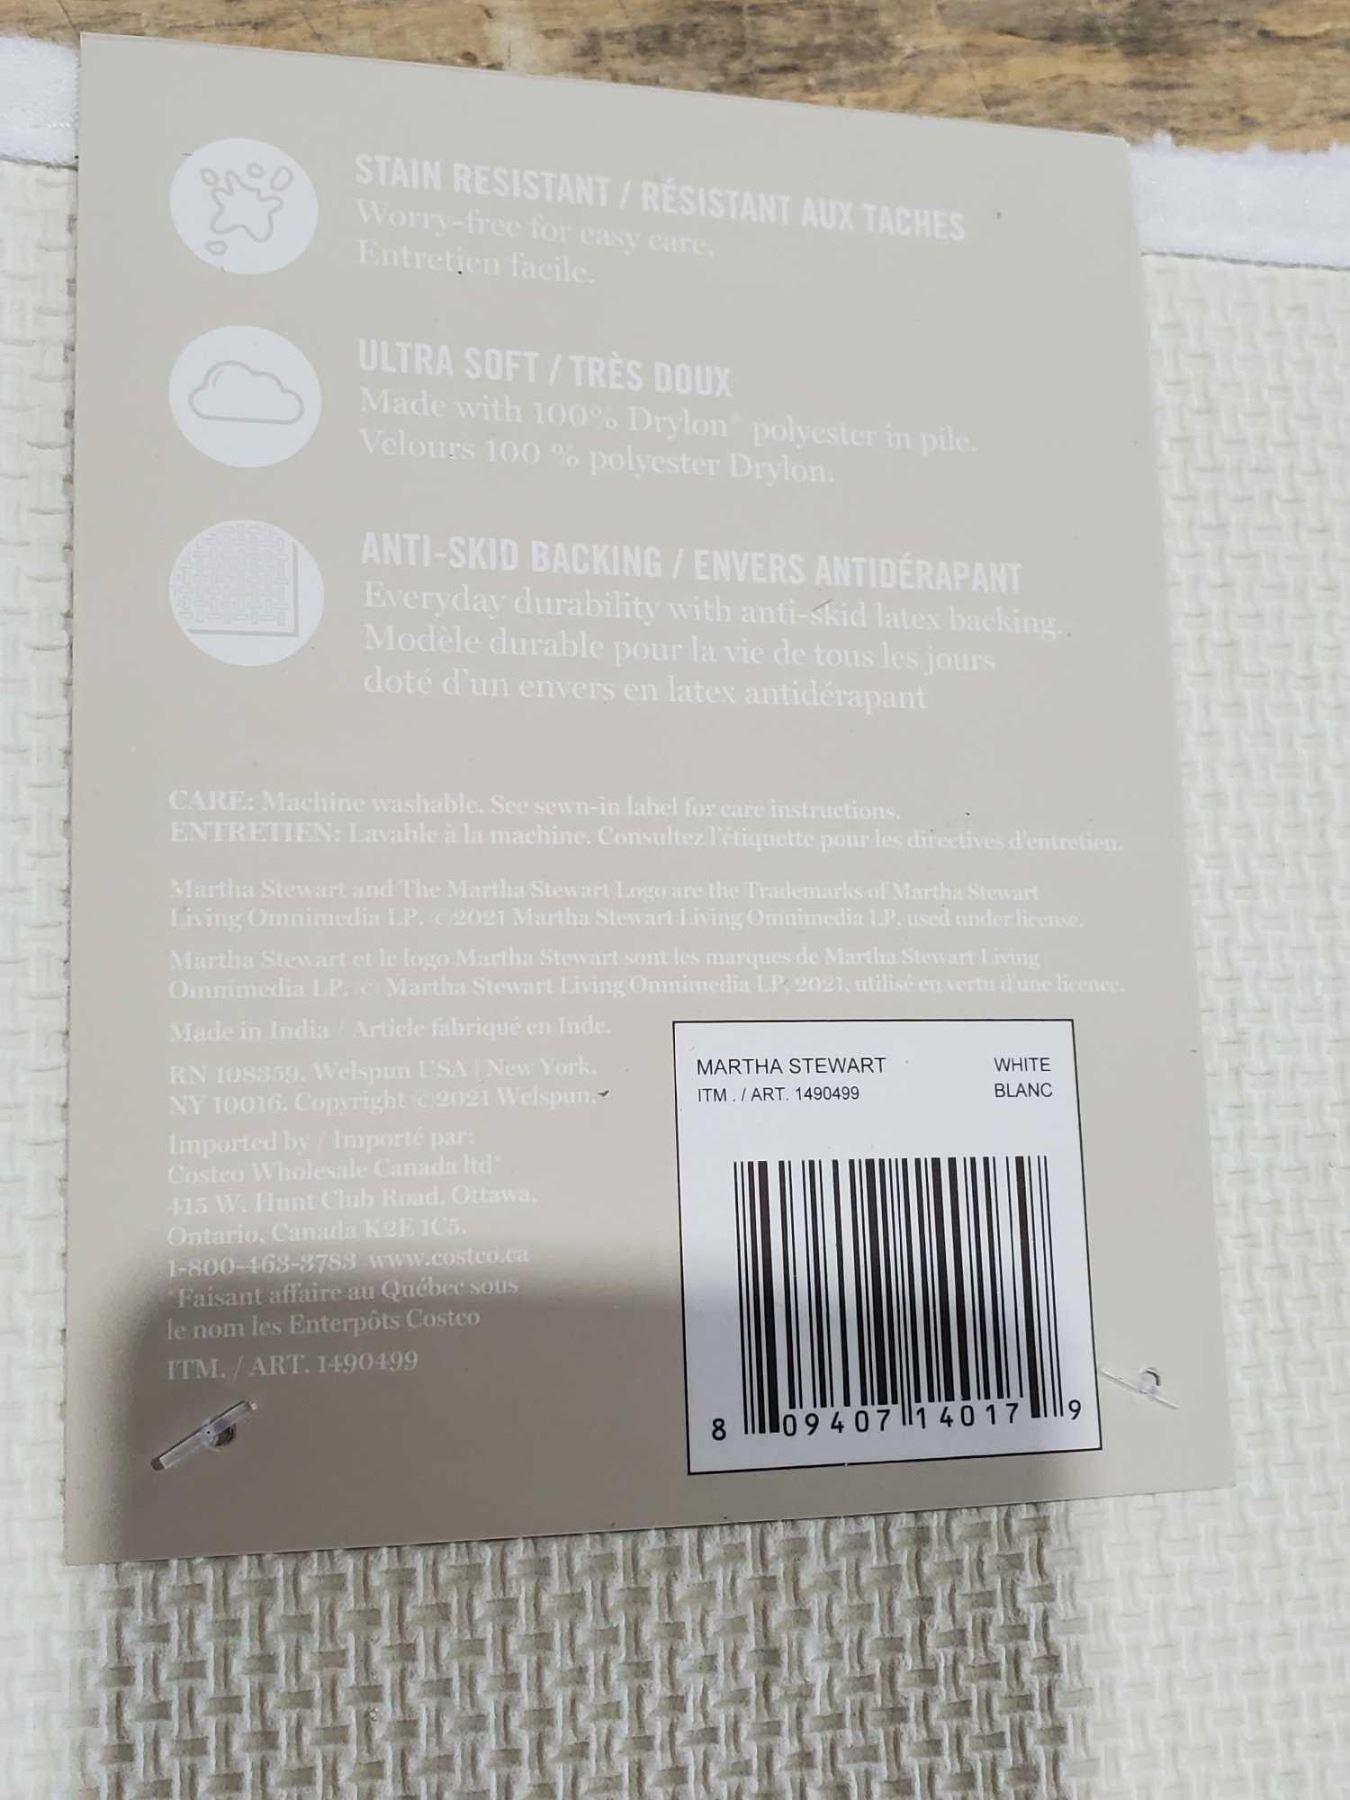 STAIN RESISTANT / RÉSISTANT AUX TACHES
Worry-free for easy care.
Entretien facile.
ULTRA SOFT / TRÈS DOUX
Made with 100% Drylon® polyester in pile.
Velours 100 % polyester Drylon.
ANTI-SKID BACKING / ENVERS ANTIDÉRAPANT
Everyday durability with anti-skid latex backing.
Modèle durable pour la vie de tous les jours
doté d'un envers en latex antidérapant
CARE: Machine washable. See sewn-in label for care instructions.
ENTRETIEN: Lavable à la machine. Consultez l'étiquette pour les directives d'entretien.
Martha Stewart and The Martha Stewart Logo are the Trademarks of Martha Stewart
Living Omnimedia LP. ©2021 Martha Stewart Living Omnimedia LP. used under license.
Martha Stewart et le logo Martha Stewart sont les marques de Martha Stewart Living
Omnimedia LP. © Martha Stewart Living Omnimedia LP. 2021, utilisé en vertu d'une licence.
Made in India / Article fabriqué en Inde.
RN 108359. Welspun USA | New York,
NY 10016. Copyright ©2021 Welspun.
Imported by / Importé par:
Costco Wholesale Canada ltd*
415 W. Hunt Club Road, Ottawa,
Ontario, Canada K2E 1C5.
1-800-463-3783 www.costco.ca
*Faisant affaire au Québec sous
le nom les Enterpôts Costco
ITM. / ART. 1490499
MARTHA STEWART WHITE
ITM . / ART. 1490499 BLANC
8 09407 14017 9